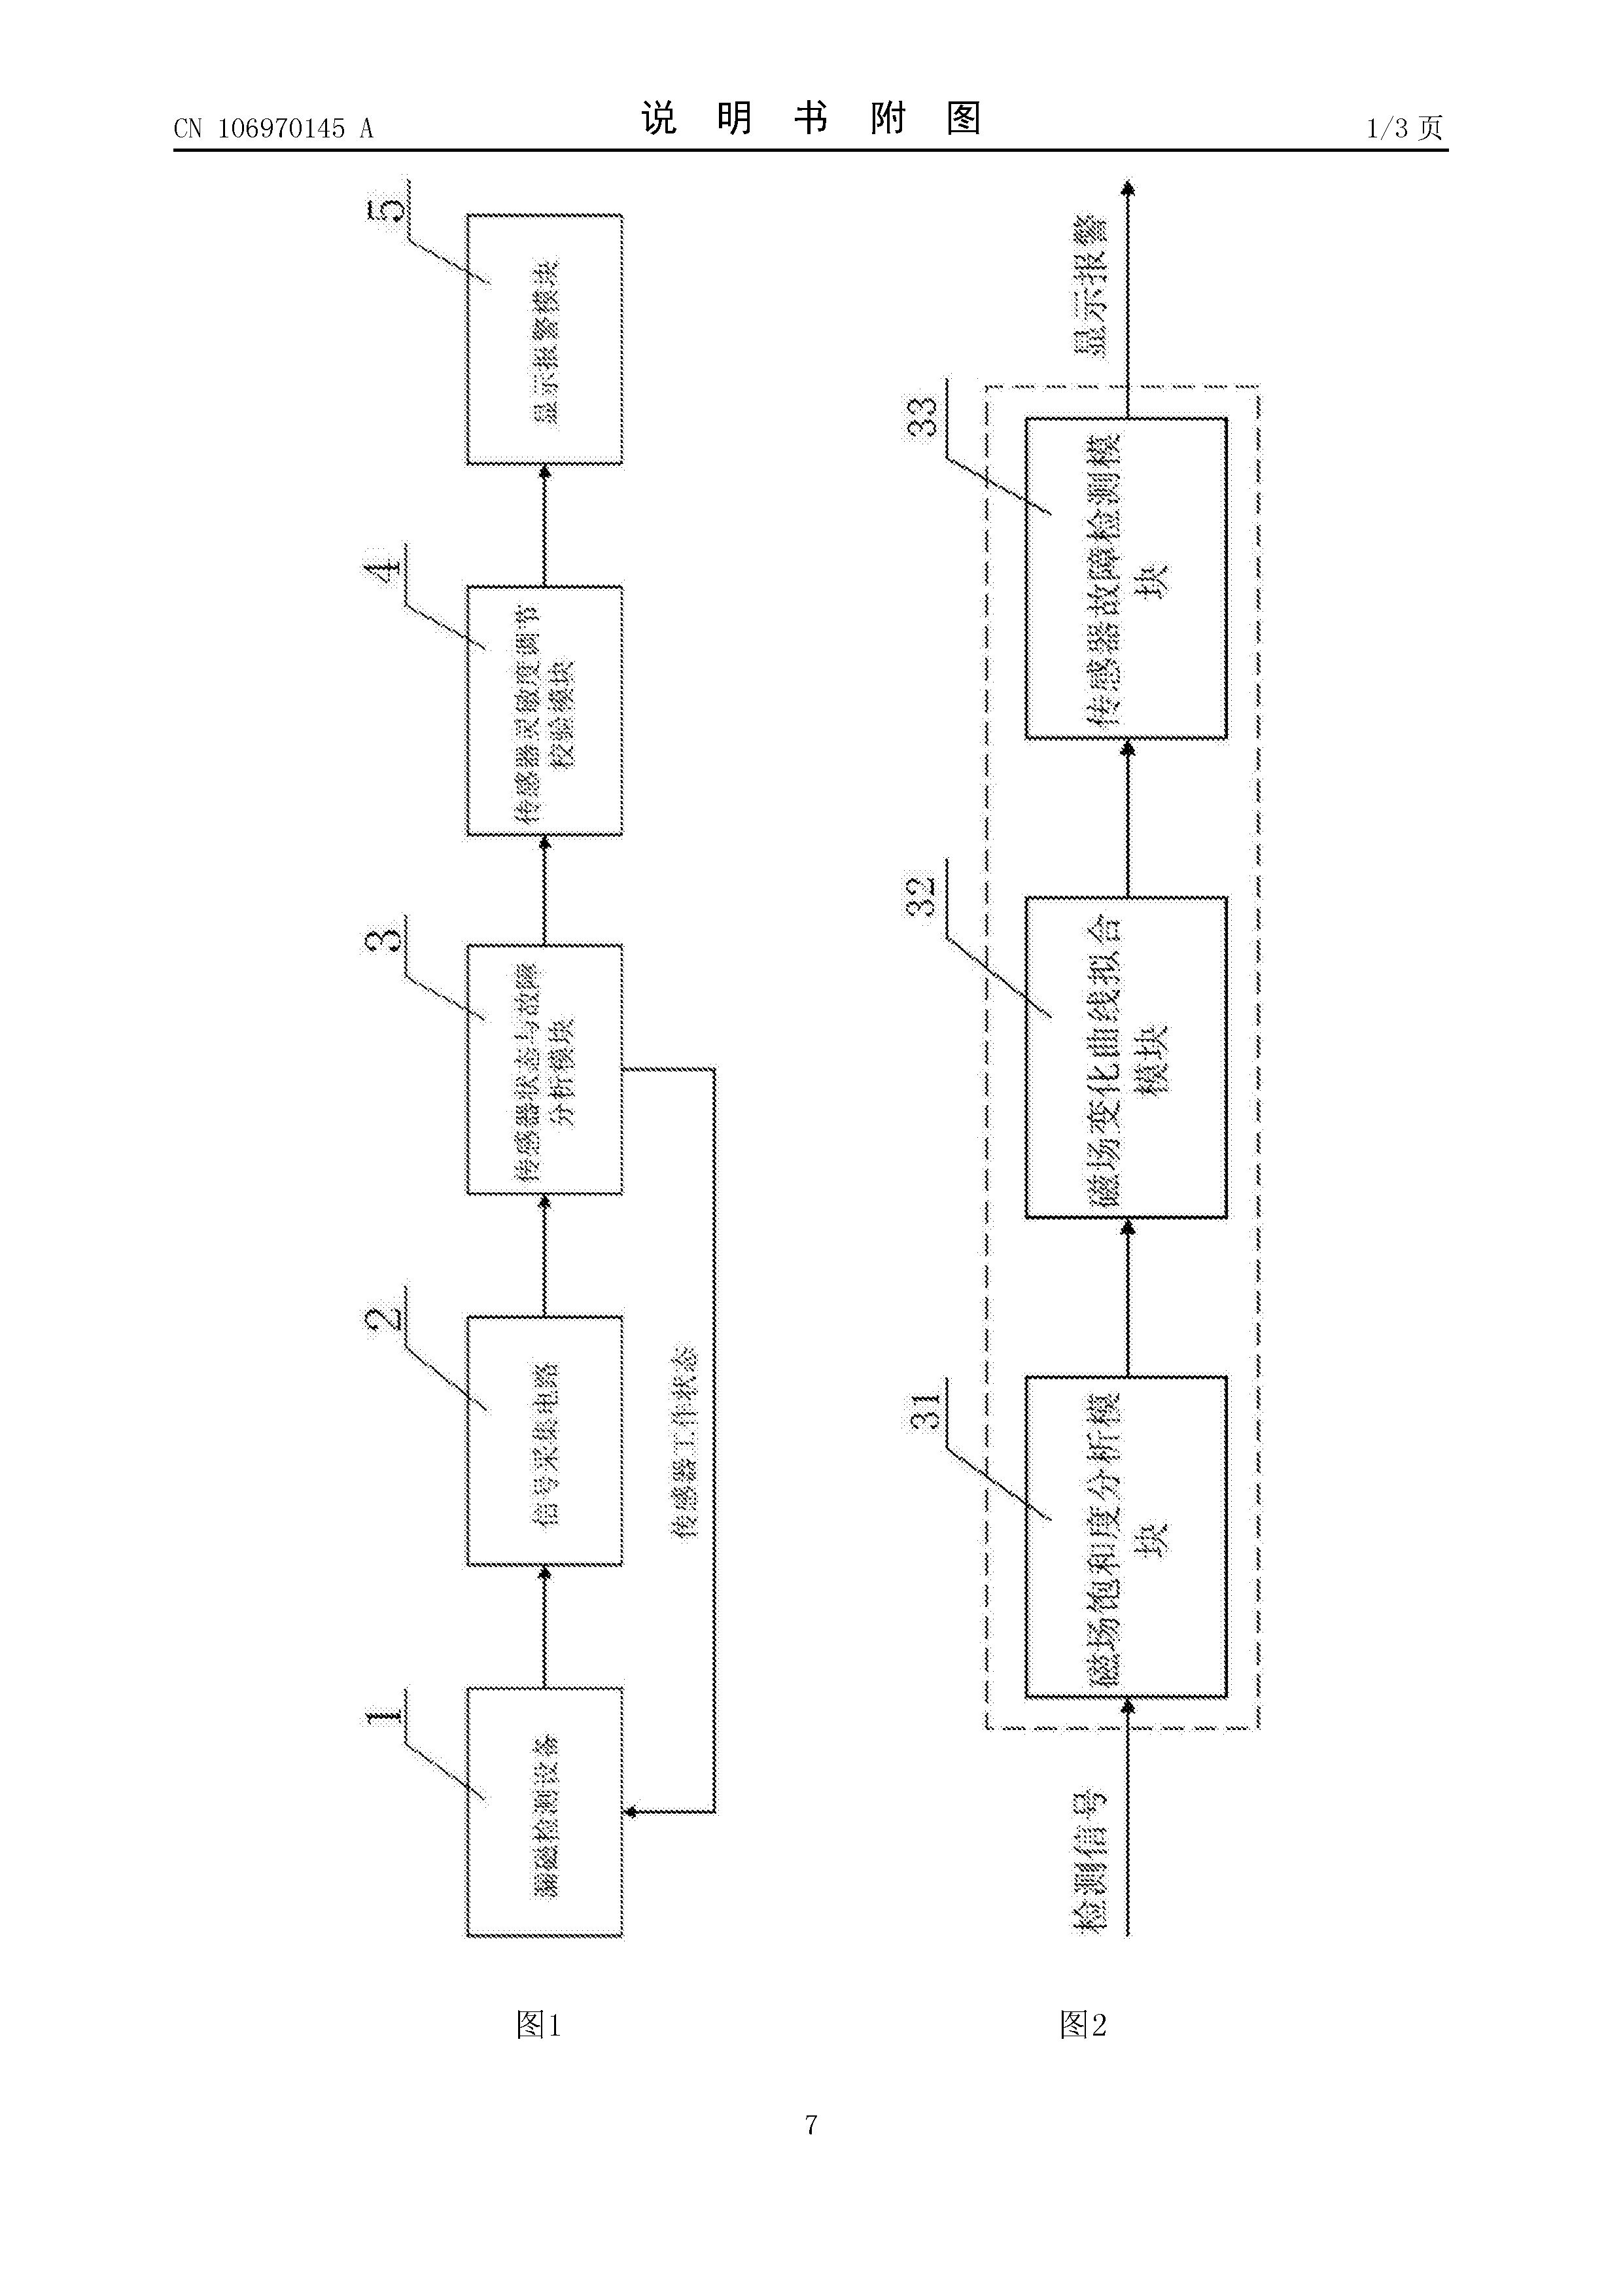 CN 106970145 A
说 明 书 附 图
1/3 页
1
漏磁检测设备
2
信号采集电路
3
传感器状态与故障
分析模块
4
传感器灵敏度调节
校验模块
5
显示报警模块
传感器工作状态
图1
检测信号
31
磁场饱和度分析模
块
32
磁场变化曲线拟合
模块
33
传感器故障检测模
块
显示报警
图2
7